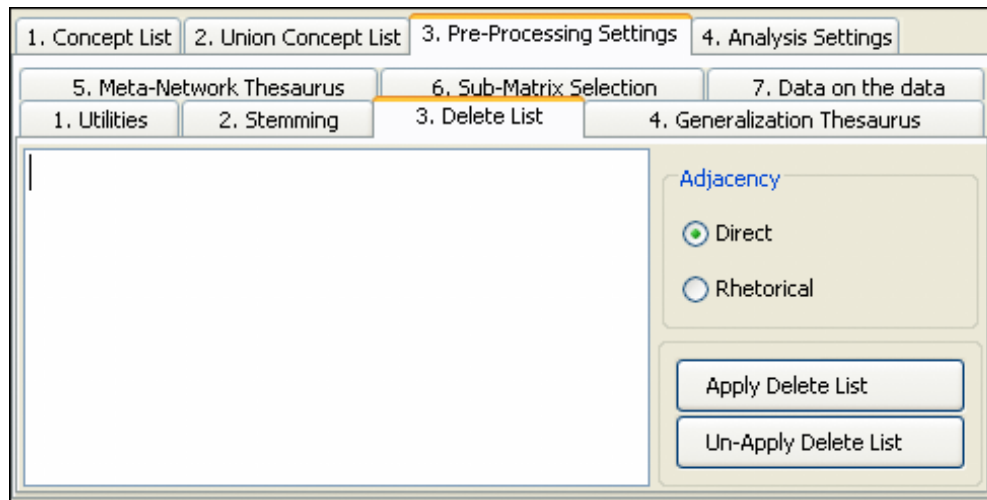 1. Concept List 2. Union Concept List 3. Pre-Processing Settings 4. Analysis Settings
5. Meta-Network Thesaurus 6. Sub-Matrix Selection 7. Data on the data
1. Utilities 2. Stemming 3. Delete List 4. Generalization Thesaurus
Adjacency
Direct
Rhetorical
Apply Delete List
Un-Apply Delete List